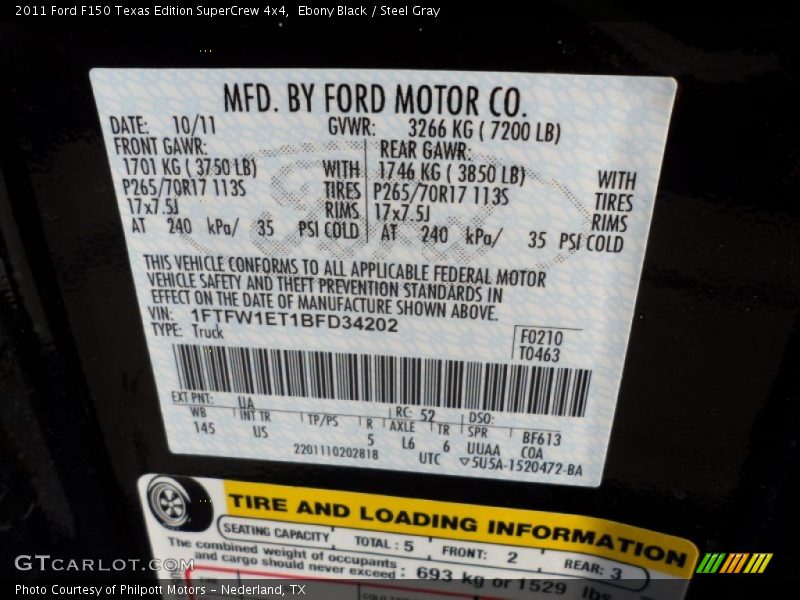 2011 Ford F150 Texas Edition SuperCrew 4x4, Ebony Black / Steel Gray
MFD. BY FORD MOTOR CO.
DATE: 10/11 GVWR: 3266 KG ( 7200 LB)
FRONT GAWR: REAR GAWR:
1701 KG ( 3750 LB) WITH 1746 KG ( 3850 LB) WITH
P265/70R17 113S TIRES P265/70R17 113S TIRES
17x7.5J RIMS 17x7.5J RIMS
AT 240 kPa/ 35 PSI COLD AT 240 kPa/ 35 PSI COLD
THIS VEHICLE CONFORMS TO ALL APPLICABLE FEDERAL MOTOR
VEHICLE SAFETY AND THEFT PREVENTION STANDARDS IN
EFFECT ON THE DATE OF MANUFACTURE SHOWN ABOVE.
VIN: 1FTFW1ET1BFD34202
TYPE: Truck
F0210
T0463
EXT PNT: UA RC: 52 DSO:
WB INT TR TP/PS R AXLE TR SPR BF613
145 US 5 L6 6 UUAA COA
2201110202818 UTC ▽5U5A-1520472-BA
TIRE AND LOADING INFORMATION
SEATING CAPACITY TOTAL : 5 FRONT: 2 REAR: 3
The combined weight of occupants
and cargo should never exceed : 693 kg or 1529 lbs
GTCARLOT.COM
Photo Courtesy of Philpott Motors - Nederland, TX